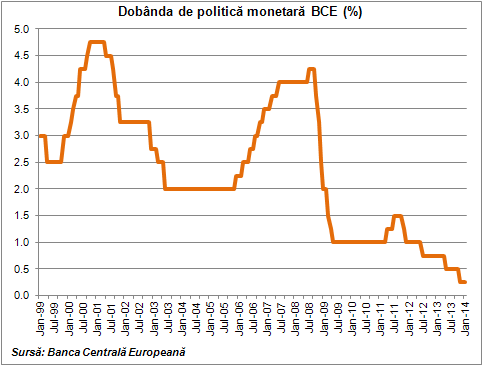 Dobânda de politică monetară BCE (%)
5.0
4.5
4.0
3.5
3.0
2.5
2.0
1.5
1.0
0.5
0.0
Jan-99
Jul-99
Jan-00
Jul-00
Jan-01
Jul-01
Jan-02
Jul-02
Jan-03
Jul-03
Jan-04
Jul-04
Jan-05
Jul-05
Jan-06
Jul-06
Jan-07
Jul-07
Jan-08
Jul-08
Jan-09
Jul-09
Jan-10
Jul-10
Jan-11
Jul-11
Jan-12
Jul-12
Jan-13
Jul-13
Jan-14
Sursă: Banca Centrală Europeană